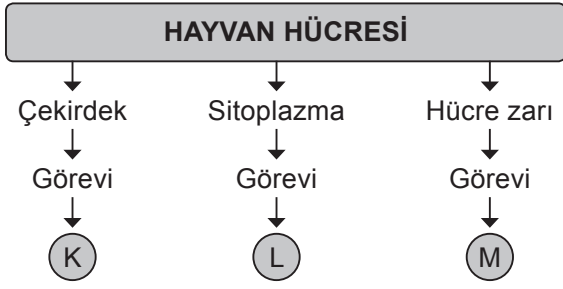 HAYVAN HÜCRESİ
Çekirdek Sitoplazma Hücre zarı
Görevi Görevi Görevi
K L M